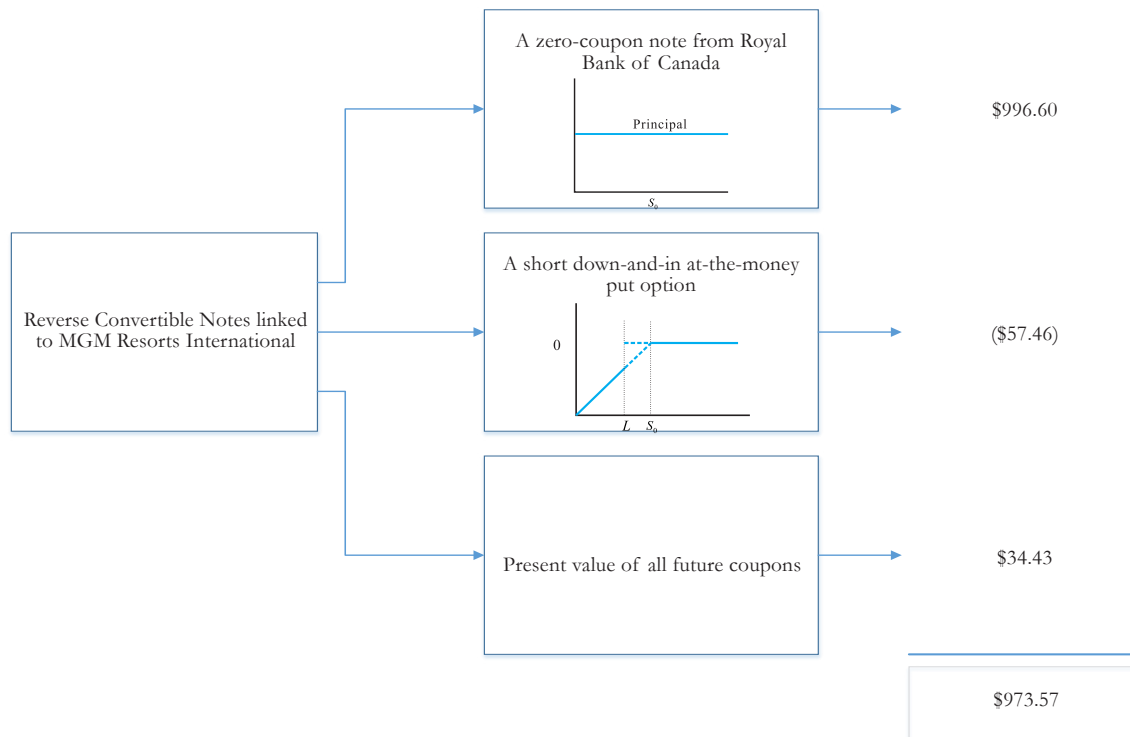 A zero-coupon note from Royal
Bank of Canada
Principal
S₀
$996.60
Reverse Convertible Notes linked
to MGM Resorts International
A short down-and-in at-the-money
put option
0
L S₀
($57.46)
Present value of all future coupons
$34.43
$973.57